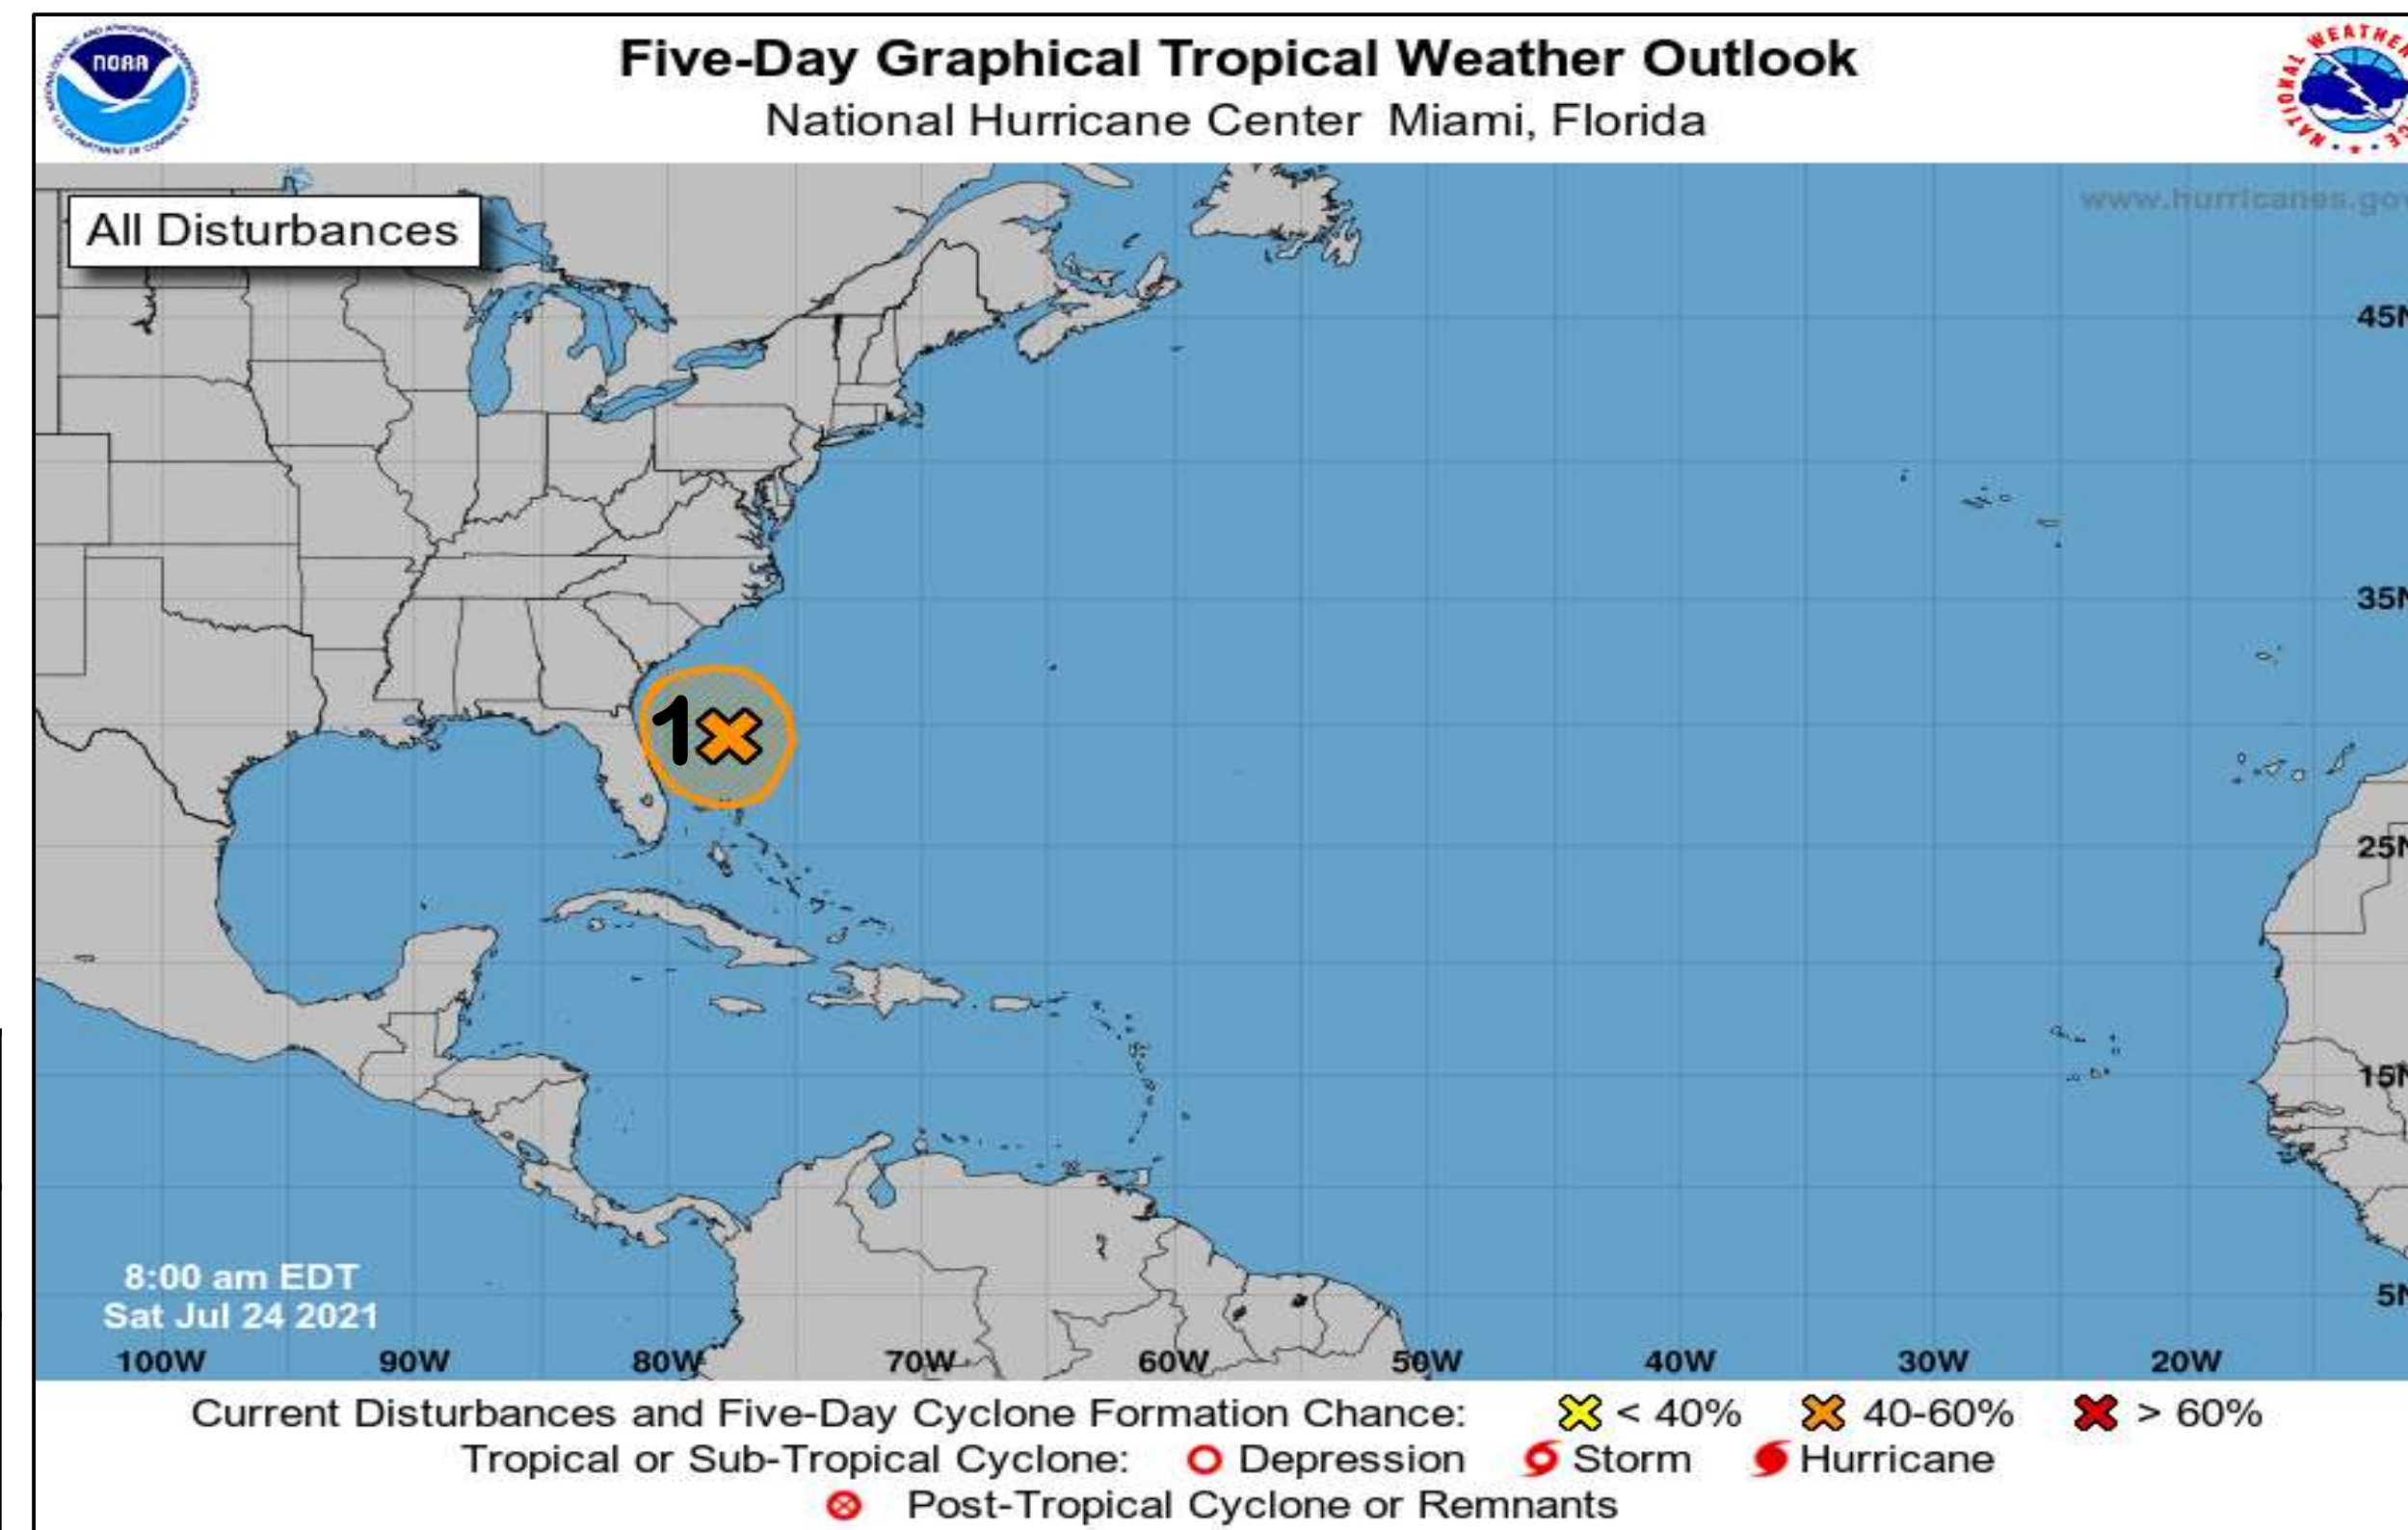 NOAA
Five-Day Graphical Tropical Weather Outlook
National Hurricane Center Miami, Florida
NATIONAL WEATHER
All Disturbances
www.hurricanes.gov
45N
35N
1
25N
15N
5N
8:00 am EDT
Sat Jul 24 2021
100W 90W 80W 70W 60W 50W 40W 30W 20W
Current Disturbances and Five-Day Cyclone Formation Chance: < 40% 40-60% > 60%
Tropical or Sub-Tropical Cyclone: Depression Storm Hurricane
Post-Tropical Cyclone or Remnants